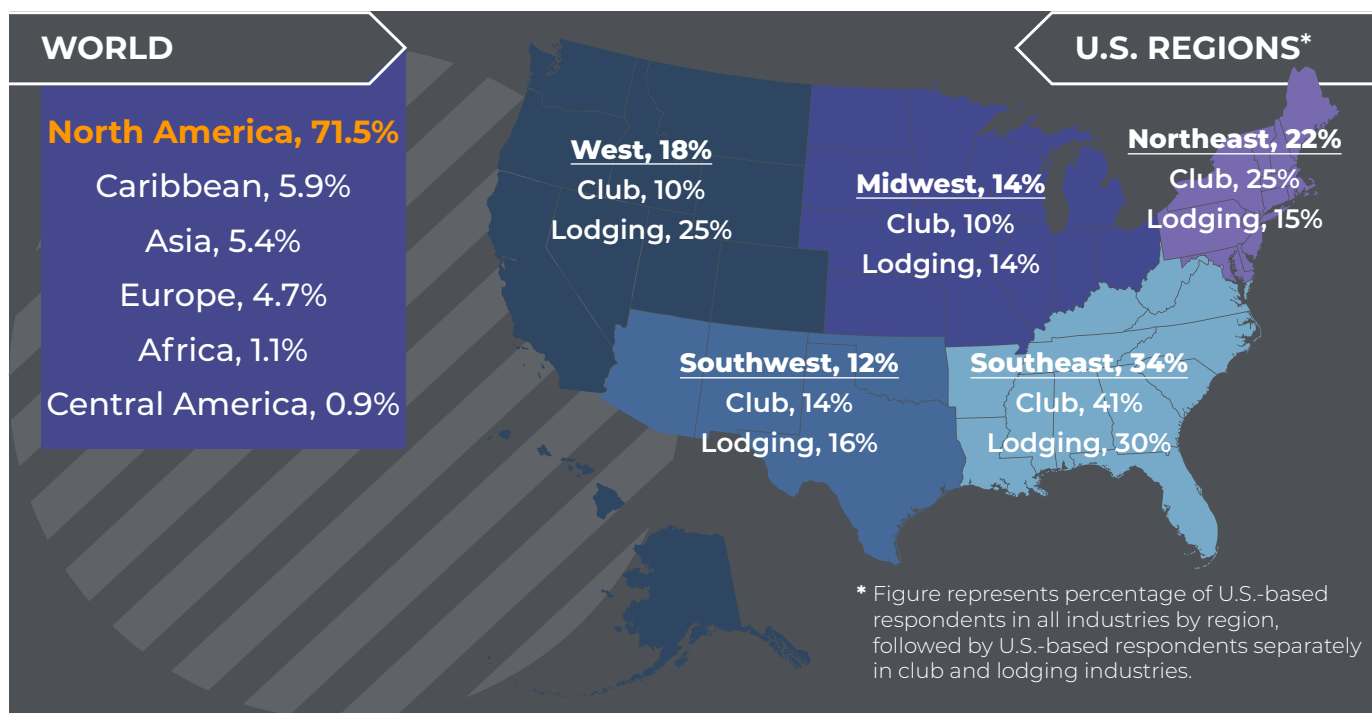 WORLD
North America, 71.5%
Caribbean, 5.9%
Asia, 5.4%
Europe, 4.7%
Africa, 1.1%
Central America, 0.9%
U.S. REGIONS*
West, 18%
Club, 10%
Lodging, 25%
Midwest, 14%
Club, 10%
Lodging, 14%
Northeast, 22%
Club, 25%
Lodging, 15%
Southwest, 12%
Club, 14%
Lodging, 16%
Southeast, 34%
Club, 41%
Lodging, 30%
* Figure represents percentage of U.S.-based
respondents in all industries by region,
followed by U.S.-based respondents separately
in club and lodging industries.